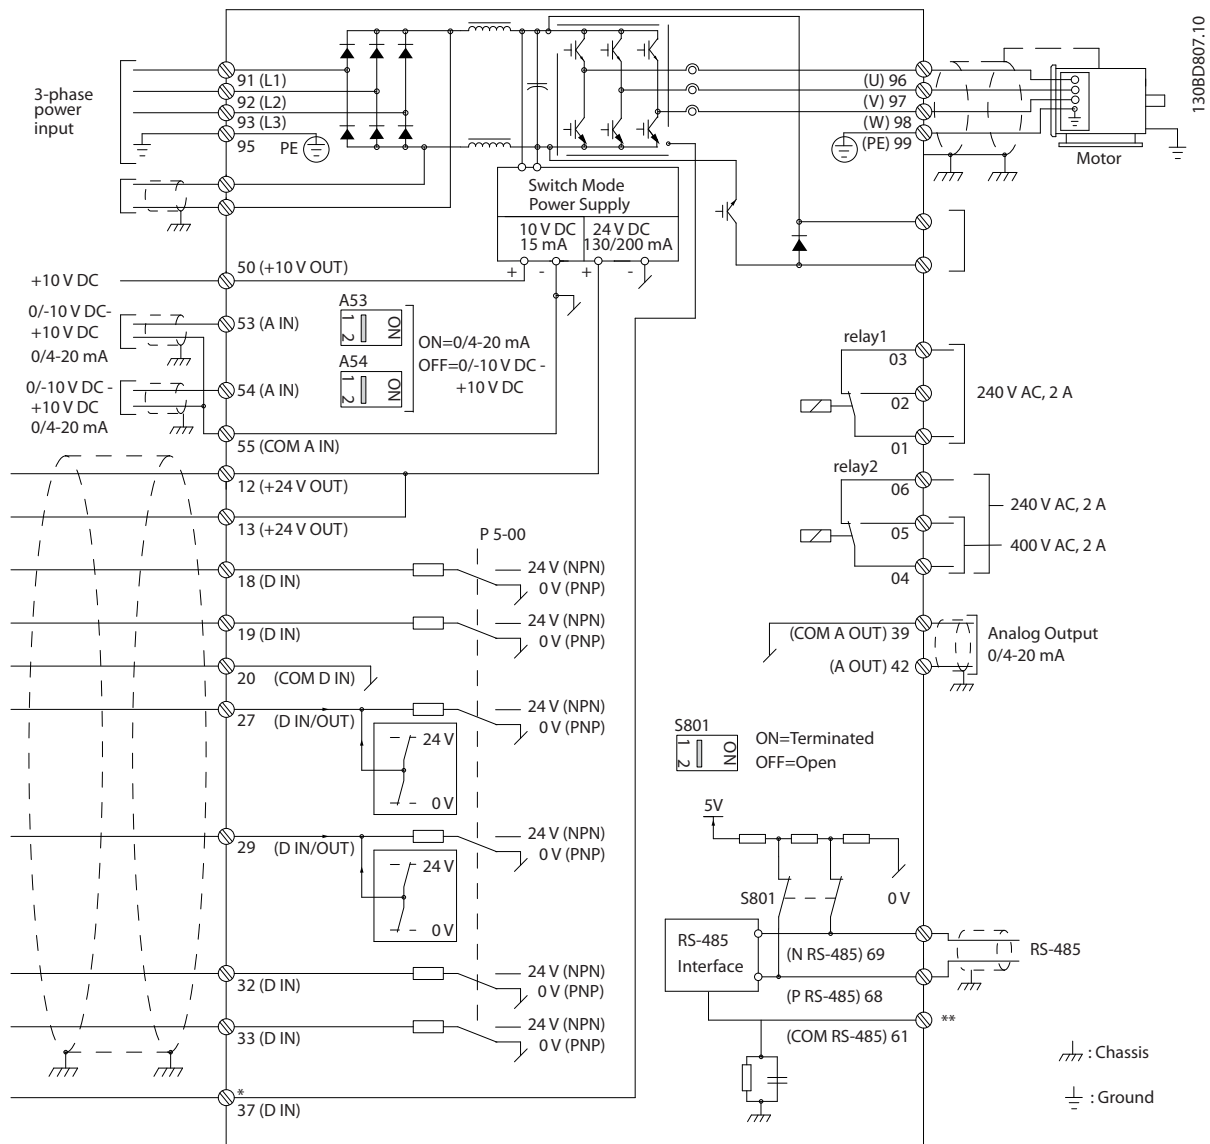 130BD807.10
3-phase
power
input
91 (L1)
92 (L2)
93 (L3)
95
PE
(U) 96
(V) 97
(W) 98
(PE) 99
Motor
Switch Mode
Power Supply
10 V DC
15 mA
24 V DC
130/200 mA
+ - + -
+10 V DC
50 (+10 V OUT)
0/-10 V DC-
+10 V DC
0/4-20 mA
53 (A IN)
A53
1 2
ON
A54
1 2
ON
ON=0/4-20 mA
OFF=0/-10 V DC -
+10 V DC
0/-10 V DC -
+10 V DC
0/4-20 mA
54 (A IN)
55 (COM A IN)
12 (+24 V OUT)
13 (+24 V OUT)
relay1
03
02
01
240 V AC, 2 A
relay2
06
05
04
240 V AC, 2 A
400 V AC, 2 A
P 5-00
18 (D IN)
24 V (NPN)
0 V (PNP)
19 (D IN)
24 V (NPN)
0 V (PNP)
20 (COM D IN)
27 (D IN/OUT)
24 V (NPN)
0 V (PNP)
24 V
0 V
29 (D IN/OUT)
24 V (NPN)
0 V (PNP)
24 V
0 V
32 (D IN)
24 V (NPN)
0 V (PNP)
33 (D IN)
24 V (NPN)
0 V (PNP)
*
37 (D IN)
(COM A OUT) 39
(A OUT) 42
Analog Output
0/4-20 mA
S801
1 2
ON
ON=Terminated
OFF=Open
5V
S801
0 V
RS-485
Interface
(N RS-485) 69
(P RS-485) 68
(COM RS-485) 61
RS-485
**
: Chassis
: Ground